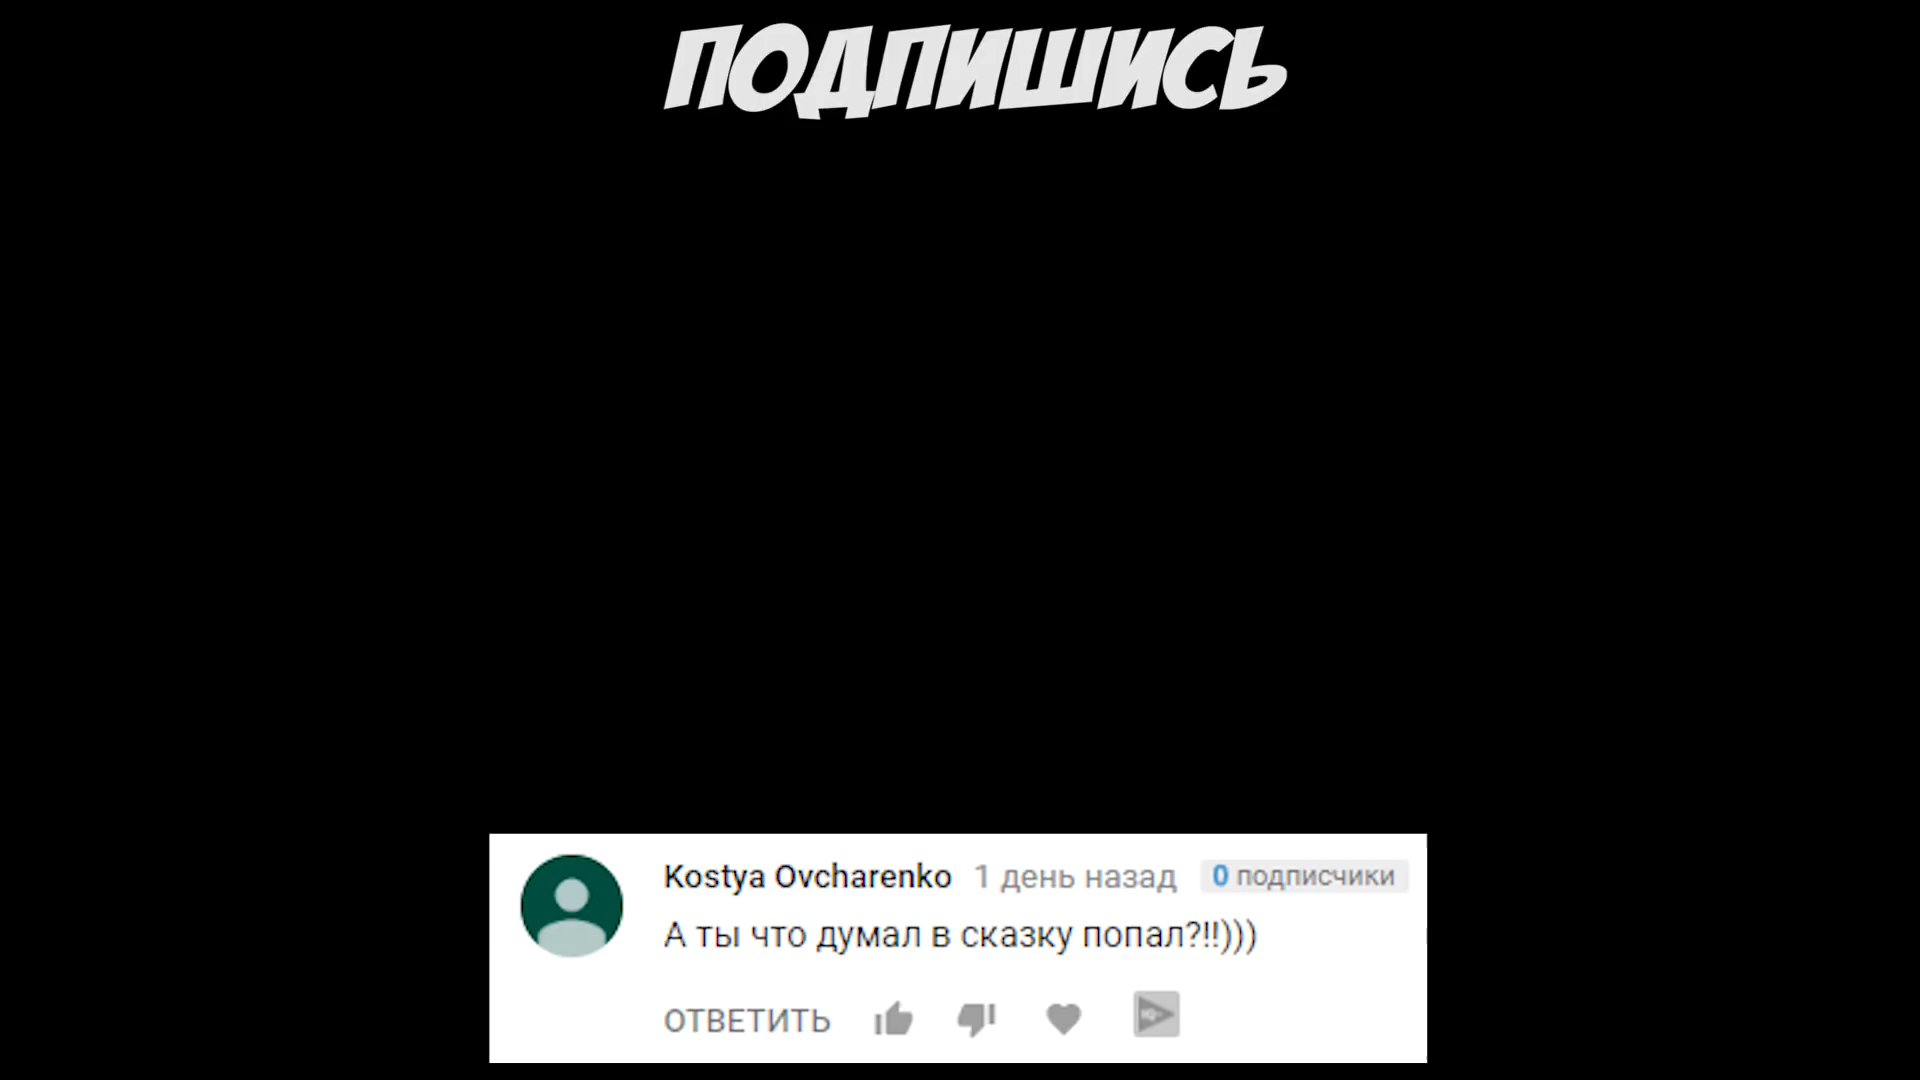 ПОДПИШИСЬ
Kostya Ovcharenko 1 день назад 0 подписчики
А ты что думал в сказку попал?!!)))
ОТВЕТИТЬ